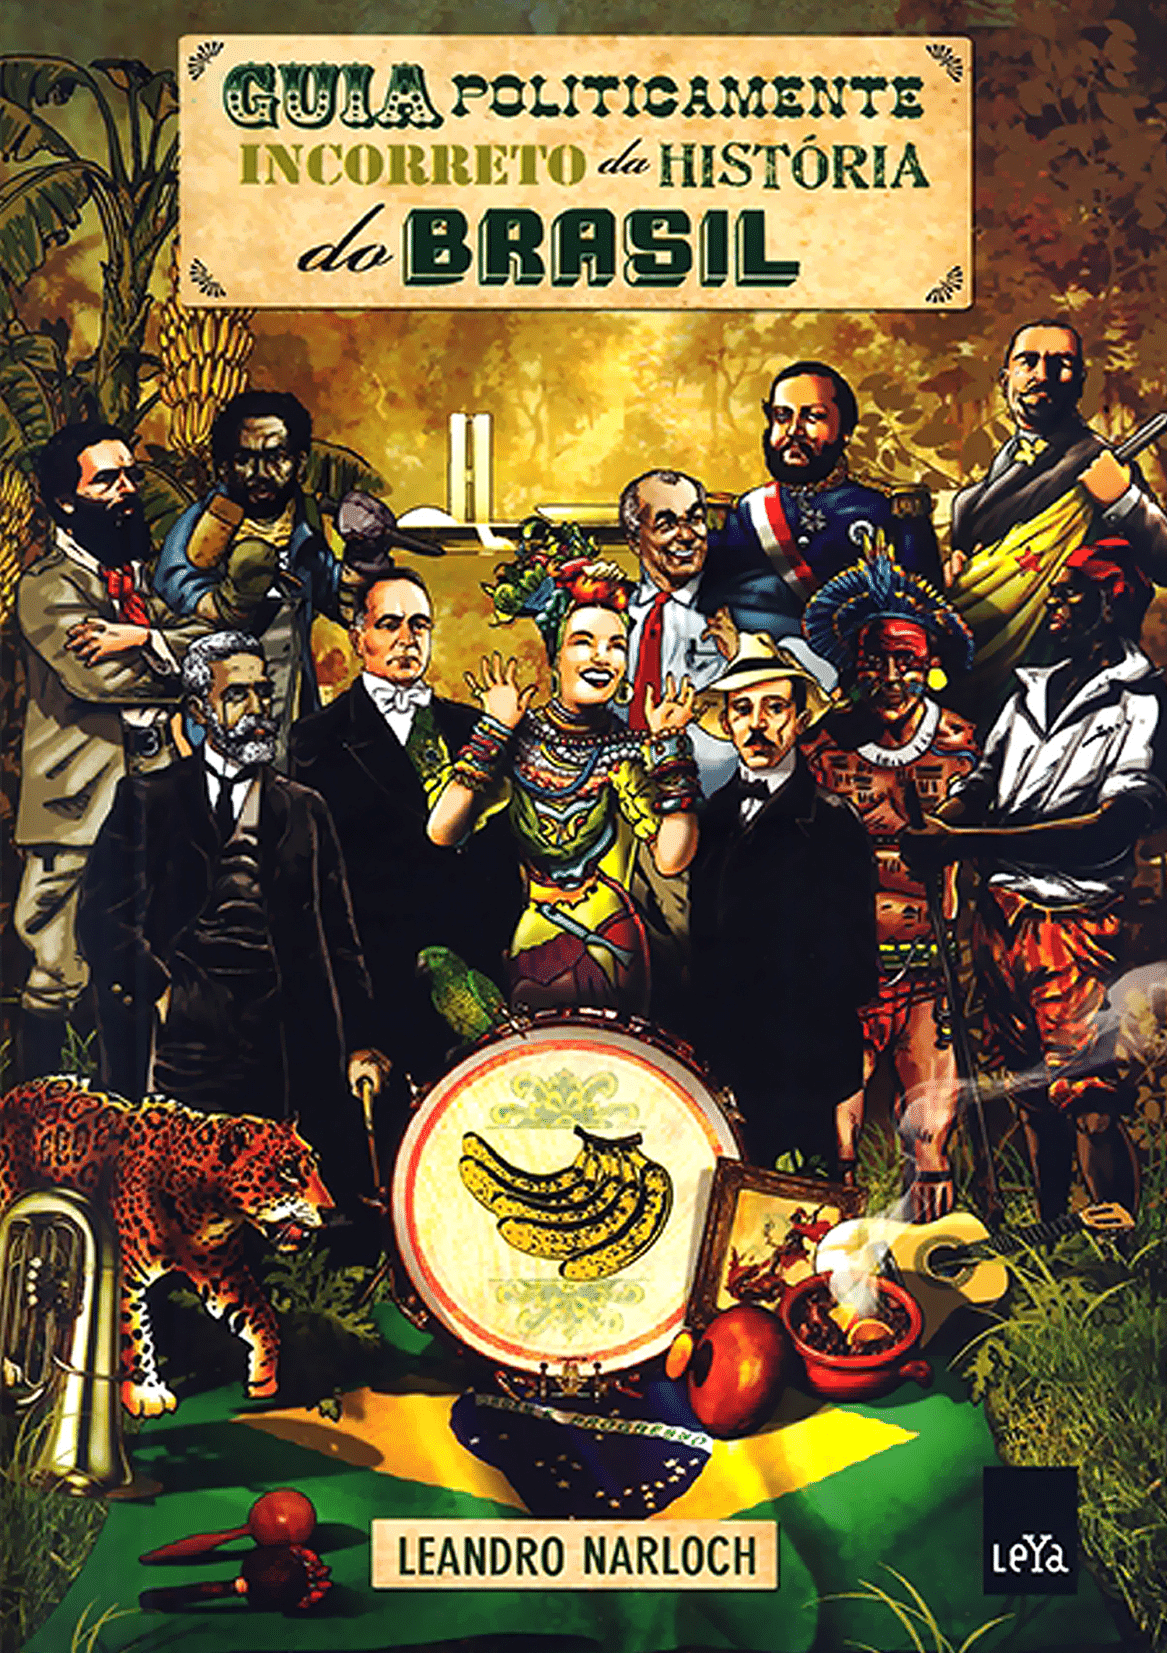 GUIA POLITICAMENTE
INCORRETO da HISTÓRIA
do BRASIL
LEANDRO NARLOCH
LeYa